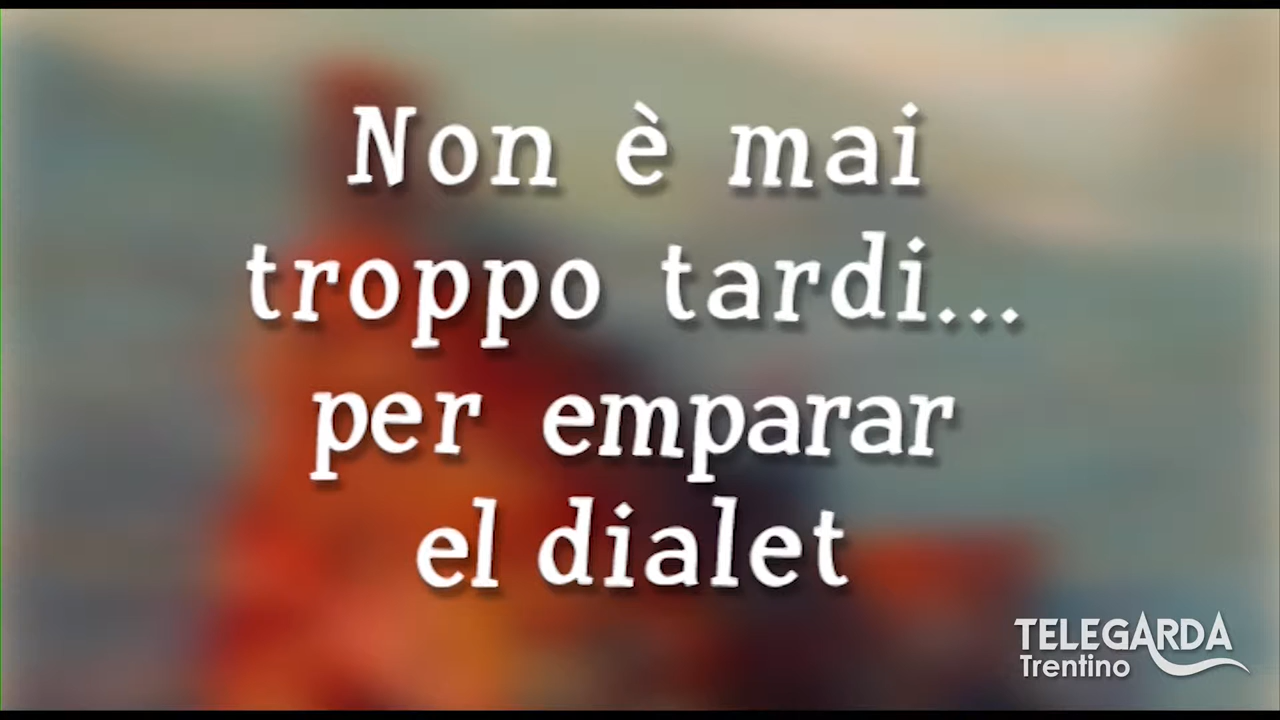 Non è mai
troppo tardi...
per emparar
el dialet
TELEGARDA
Trentino